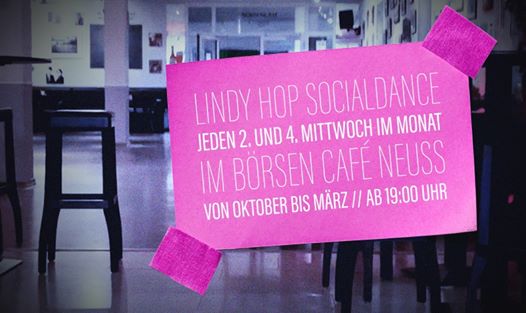 LINDY HOP SOCIALDANCE
JEDEN 2. UND 4. MITTWOCH IM MONAT
IM BÖRSEN CAFÉ NEUSS
VON OKTOBER BIS MÄRZ // AB 19:00 UHR